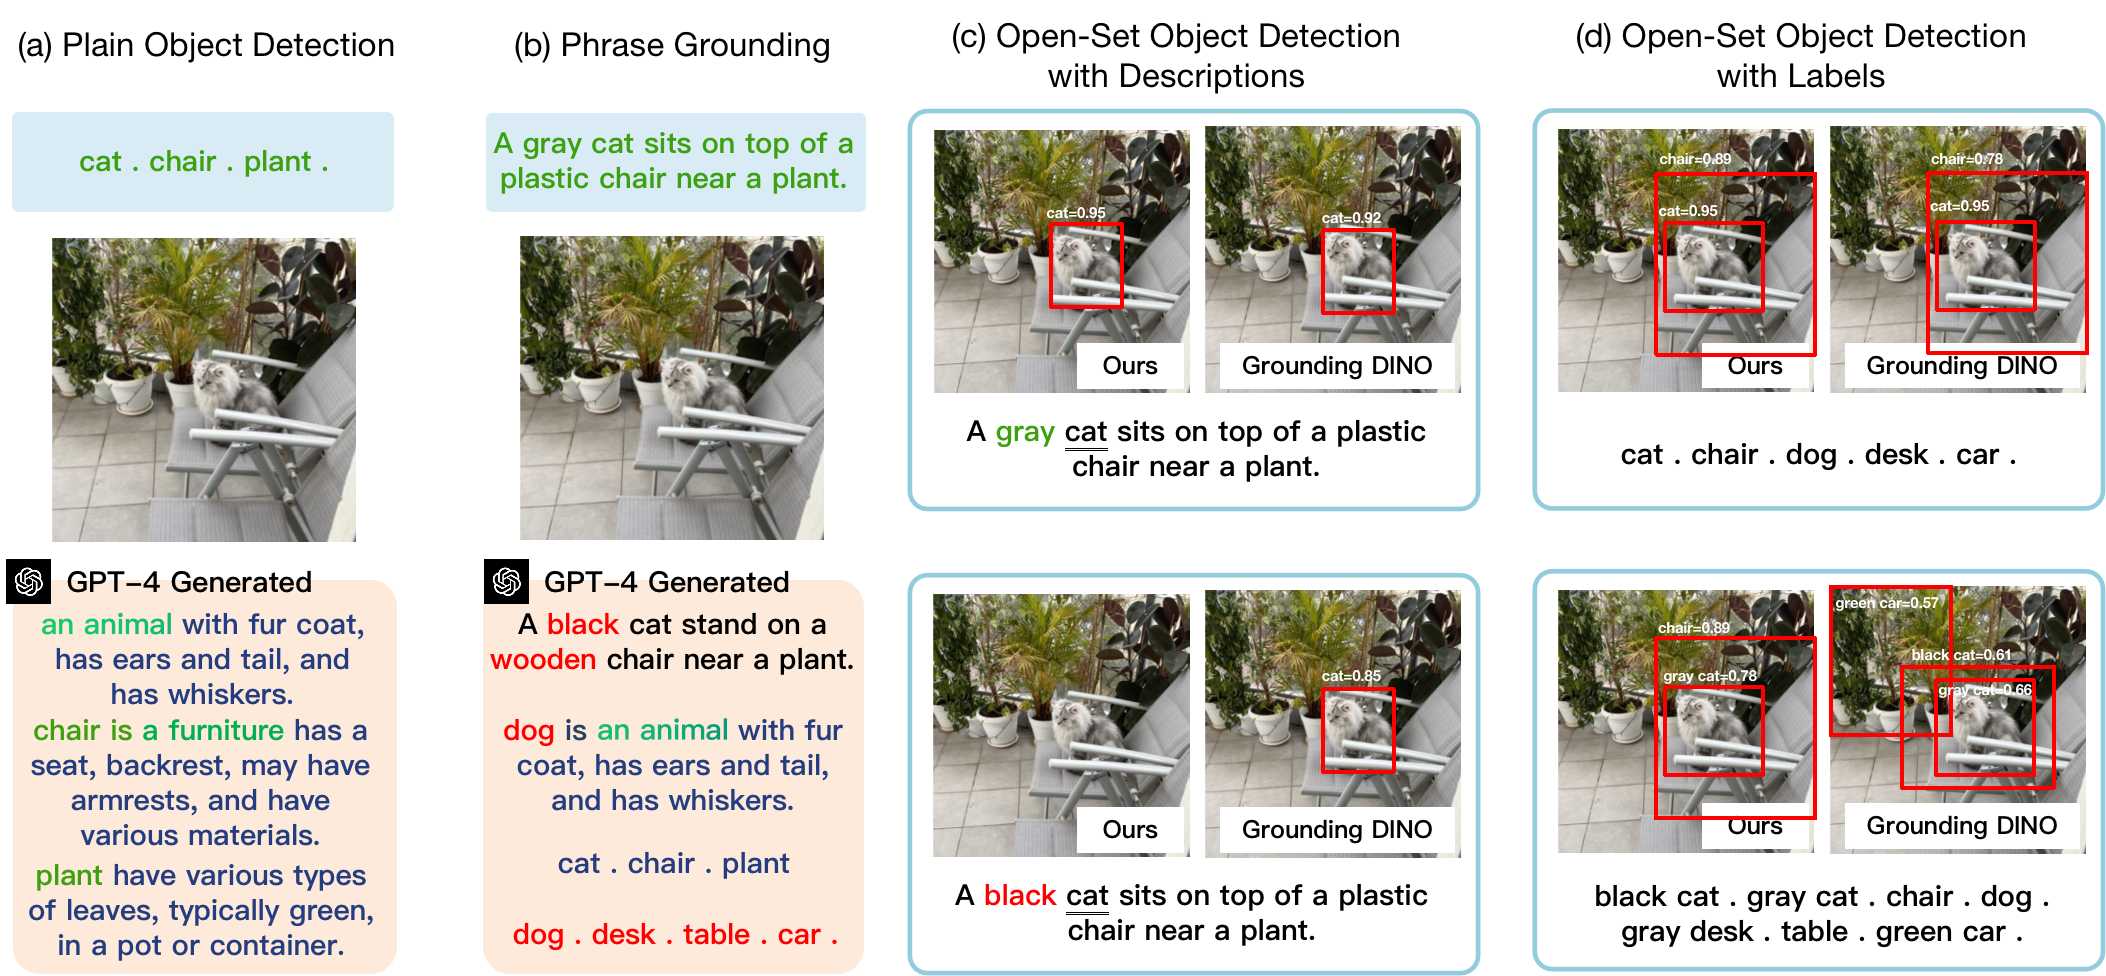 (a) Plain Object Detection
cat . chair . plant .
GPT-4 Generated
an animal with fur coat,
has ears and tail, and
has whiskers.
chair is a furniture has a
seat, backrest, may have
armrests, and have
various materials.
plant have various types
of leaves, typically green,
in a pot or container.
(b) Phrase Grounding
A gray cat sits on top of a
plastic chair near a plant.
GPT-4 Generated
A black cat stand on a
wooden chair near a plant.
dog is an animal with fur
coat, has ears and tail,
and has whiskers.
cat . chair . plant
dog . desk . table . car .
(c) Open-Set Object Detection
with Descriptions
cat=0.95
Ours
cat=0.92
Grounding DINO
A gray cat sits on top of a plastic
chair near a plant.
Ours
cat=0.85
Grounding DINO
A black cat sits on top of a plastic
chair near a plant.
(d) Open-Set Object Detection
with Labels
chair=0.89
cat=0.95
Ours
chair=0.78
cat=0.95
Grounding DINO
cat . chair . dog . desk . car .
chair=0.89
gray cat=0.78
Ours
green car=0.57
black cat=0.61
gray cat=0.66
Grounding DINO
black cat . gray cat . chair . dog .
gray desk . table . green car .